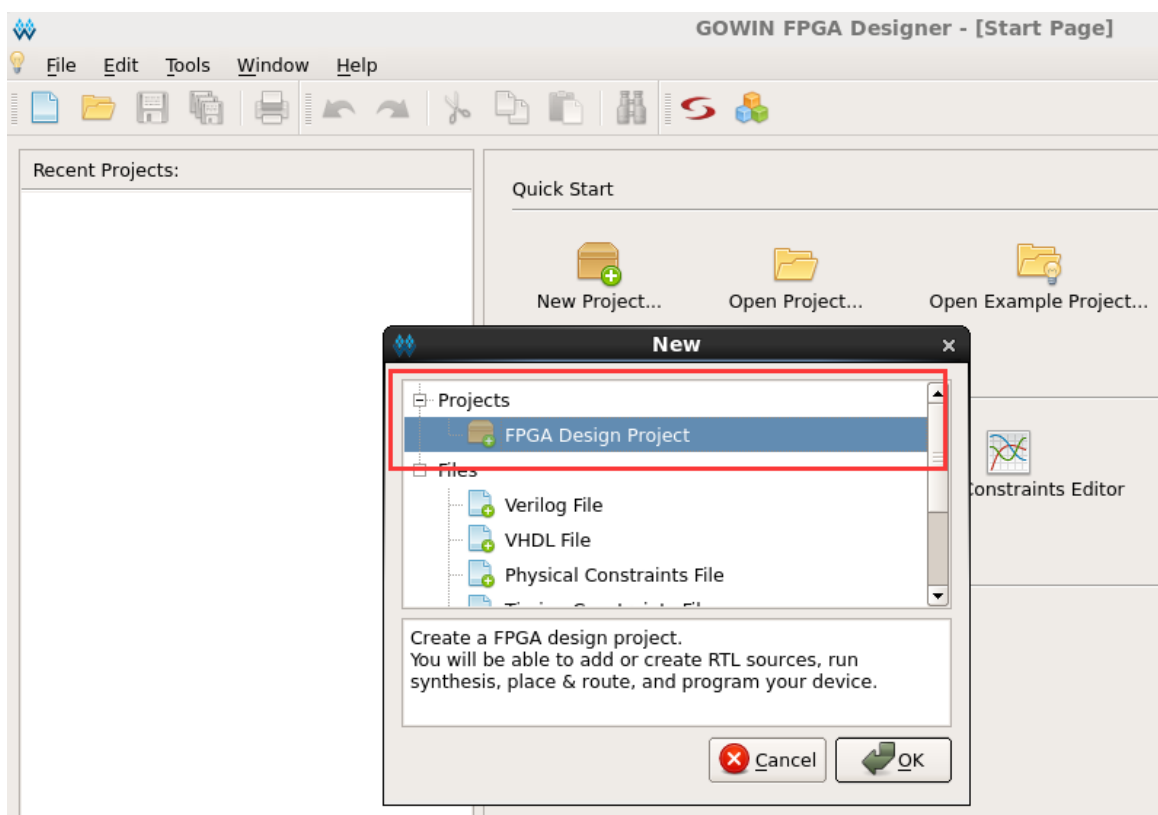 GOWIN FPGA Designer - [Start Page]
File Edit Tools Window Help
Recent Projects:
Quick Start
New Project... Open Project... Open Example Project...
New
Projects
FPGA Design Project
Files
Verilog File
VHDL File
Constraints Editor
Physical Constraints File
Create a FPGA design project.
You will be able to add or create RTL sources, run
synthesis, place & route, and program your device.
Cancel OK